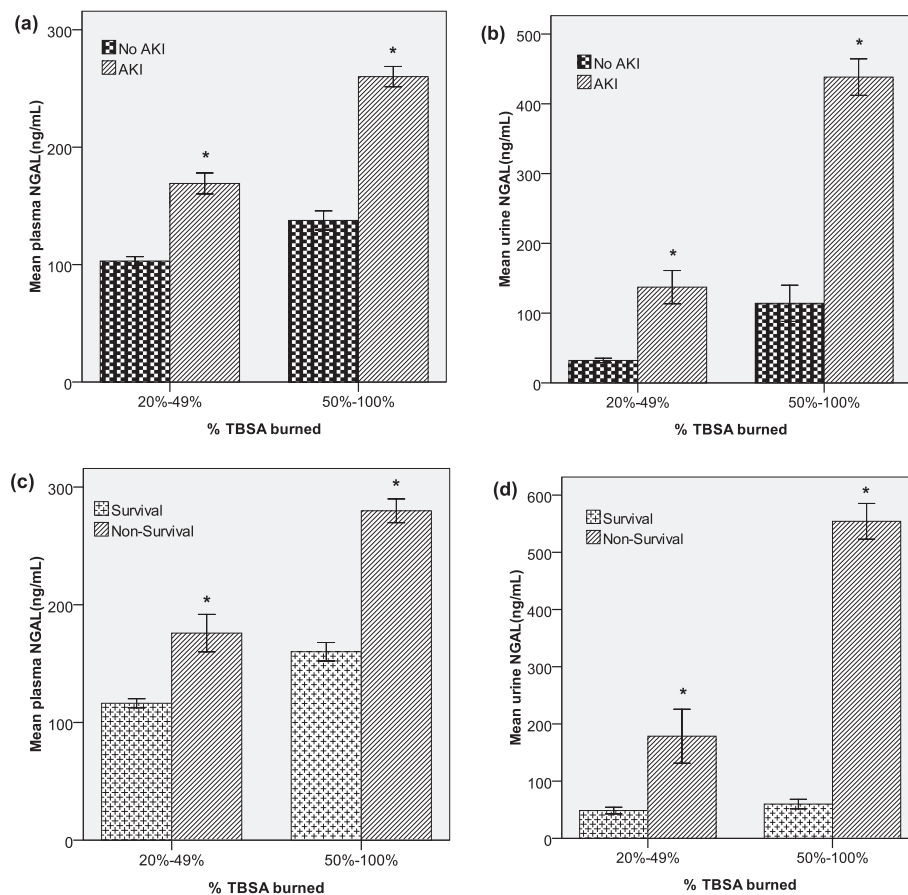 (a)
No AKI
AKI
*
*
300
200
100
0
Mean plasma NGAL(ng/mL)
20%-49%
50%-100%
% TBSA burned
(b)
No AKI
AKI
*
*
500
400
300
200
100
0
Mean urine NGAL(ng/mL)
20%-49%
50%-100%
% TBSA burned
(c)
Survival
Non-Survival
*
*
300
200
100
0
Mean plasma NGAL(ng/mL)
20%-49%
50%-100%
% TBSA burned
(d)
Survival
Non-Survival
*
*
600
500
400
300
200
100
0
Mean urine NGAL(ng/mL)
20%-49%
50%-100%
% TBSA burned